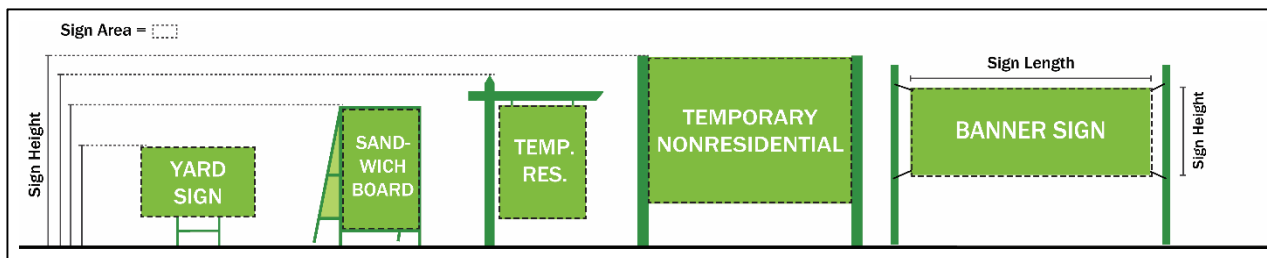 Sign Area =
Sign Height
YARD
SIGN
SAND-
WICH
BOARD
TEMP.
RES.
TEMPORARY
NONRESIDENTIAL
Sign Length
BANNER SIGN
Sign Height